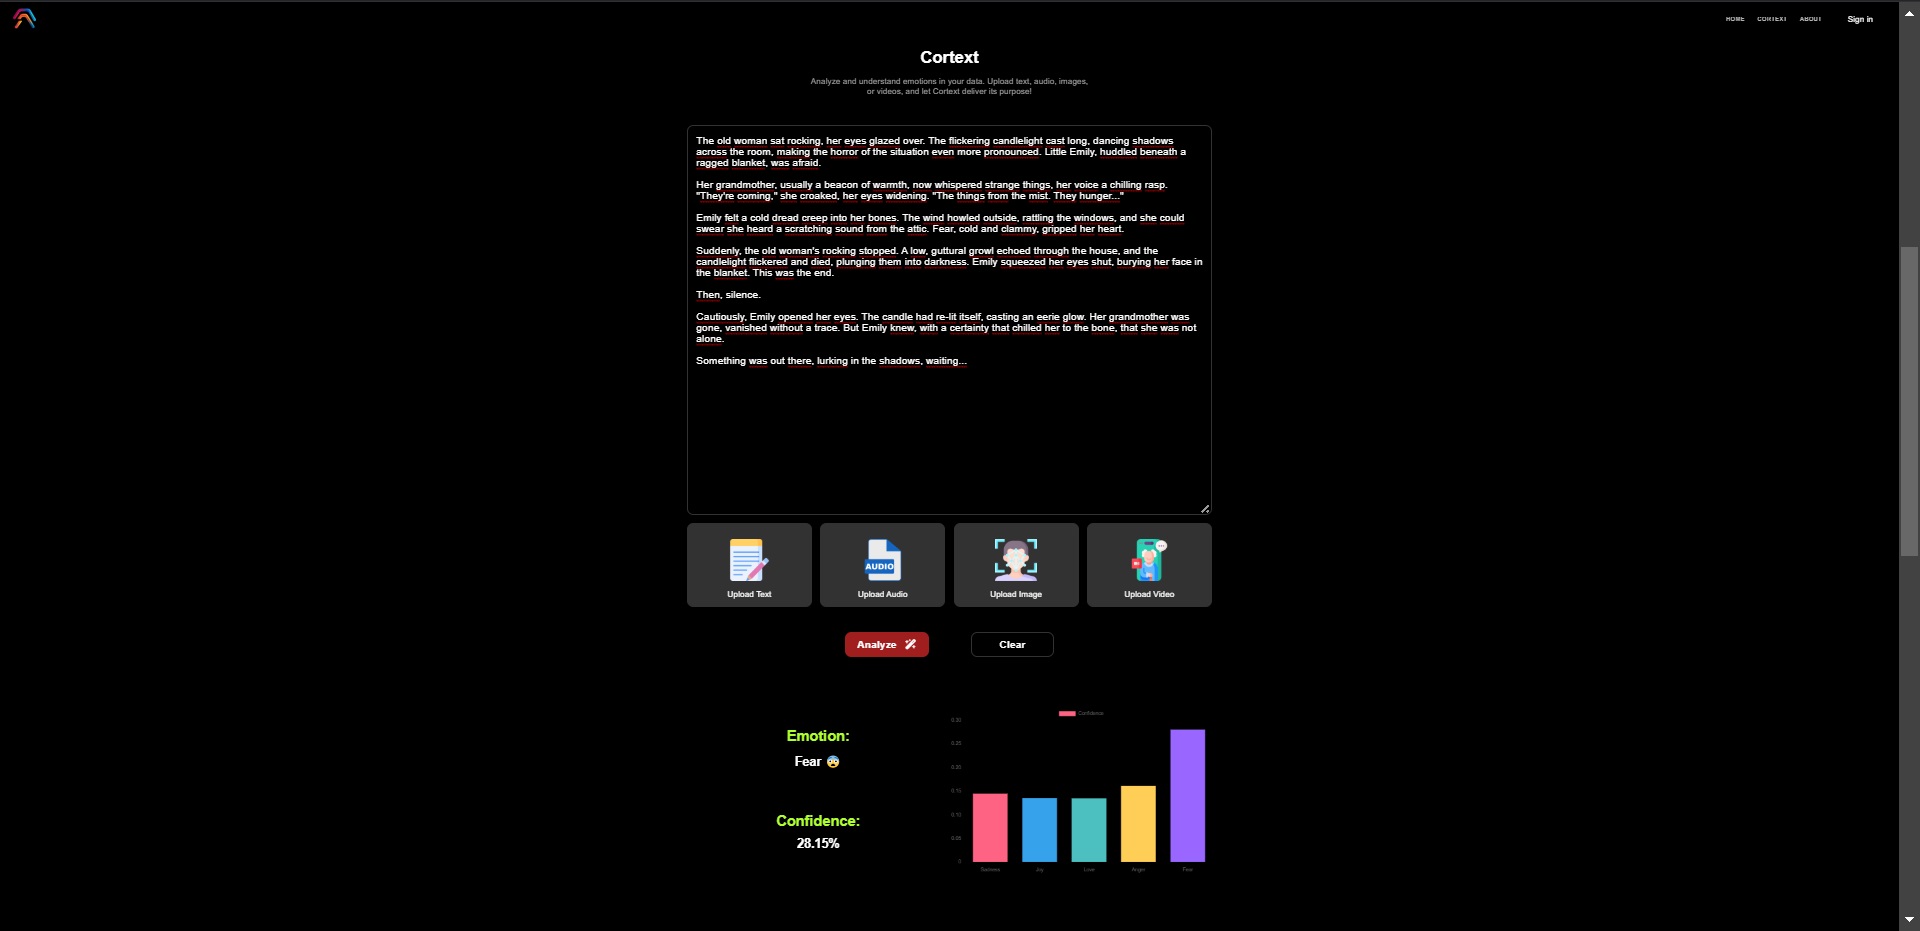 HOME CORTEXT ABOUT Sign in
Cortext
Analyze and understand emotions in your data. Upload text, audio, images,
or videos, and let Cortext deliver its purpose!
The old woman sat rocking, her eyes glazed over. The flickering candlelight cast long, dancing shadows
across the room, making the horror of the situation even more pronounced. Little Emily, huddled beneath a
ragged blanket, was afraid.
Her grandmother, usually a beacon of warmth, now whispered strange things, her voice a chilling rasp.
"They're coming," she croaked, her eyes widening. "The things from the mist. They hunger..."
Emily felt a cold dread creep into her bones. The wind howled outside, rattling the windows, and she could
swear she heard a scratching sound from the attic. Fear, cold and clammy, gripped her heart.
Suddenly, the old woman's rocking stopped. A low, guttural growl echoed through the house, and the
candlelight flickered and died, plunging them into darkness. Emily squeezed her eyes shut, burying her face in
the blanket. This was the end.
Then, silence.
Cautiously, Emily opened her eyes. The candle had re-lit itself, casting an eerie glow. Her grandmother was
gone, vanished without a trace. But Emily knew, with a certainty that chilled her to the bone, that she was not
alone.
Something was out there, lurking in the shadows, waiting...
AUDIO
Upload Text Upload Audio Upload Image Upload Video
Analyze Clear
Emotion:
Fear 😨
Confidence:
28.15%
Confidence
0.30
0.25
0.20
0.15
0.10
0.05
0
Sadness Joy Love Anger Fear